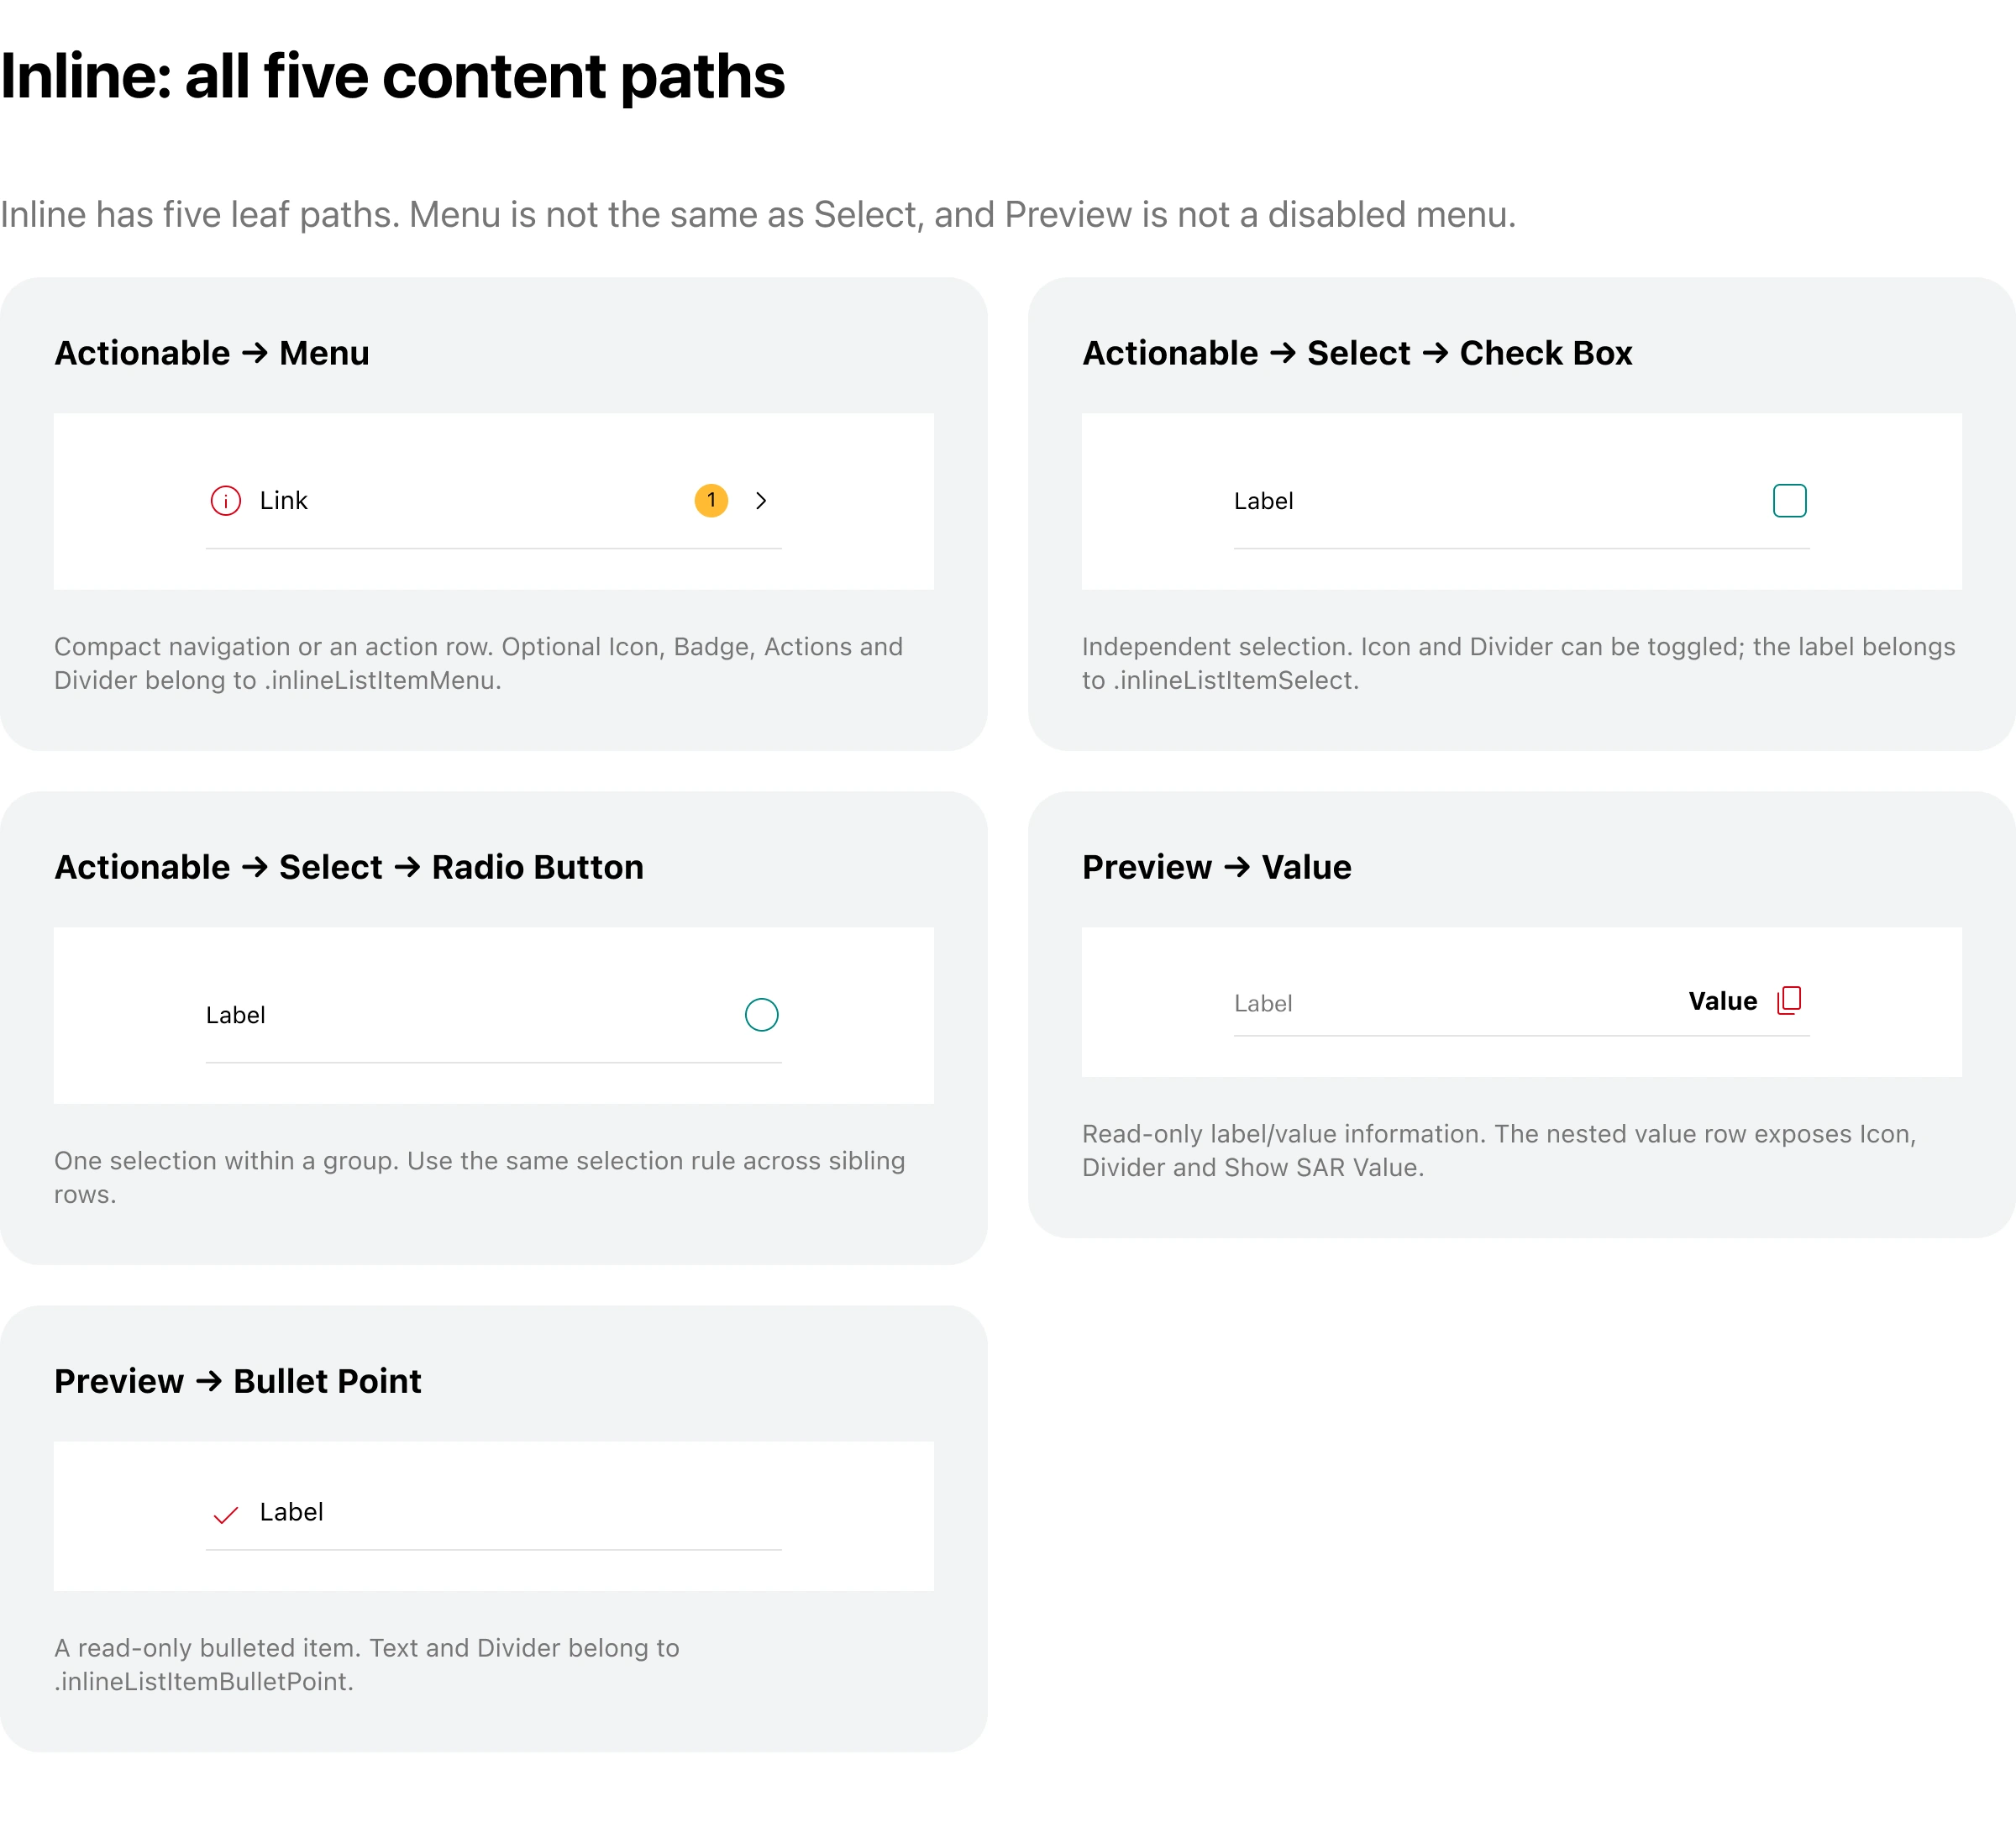 Inline: all five content paths
Inline has five leaf paths. Menu is not the same as Select, and Preview is not a disabled menu.
Actionable → Menu
Link 1
Compact navigation or an action row. Optional Icon, Badge, Actions and
Divider belong to .inlineListItemMenu.
Actionable → Select → Check Box
Label
Independent selection. Icon and Divider can be toggled; the label belongs
to .inlineListItemSelect.
Actionable → Select → Radio Button
Label
One selection within a group. Use the same selection rule across sibling
rows.
Preview → Value
Label Value
Read-only label/value information. The nested value row exposes Icon,
Divider and Show SAR Value.
Preview → Bullet Point
Label
A read-only bulleted item. Text and Divider belong to
.inlineListItemBulletPoint.